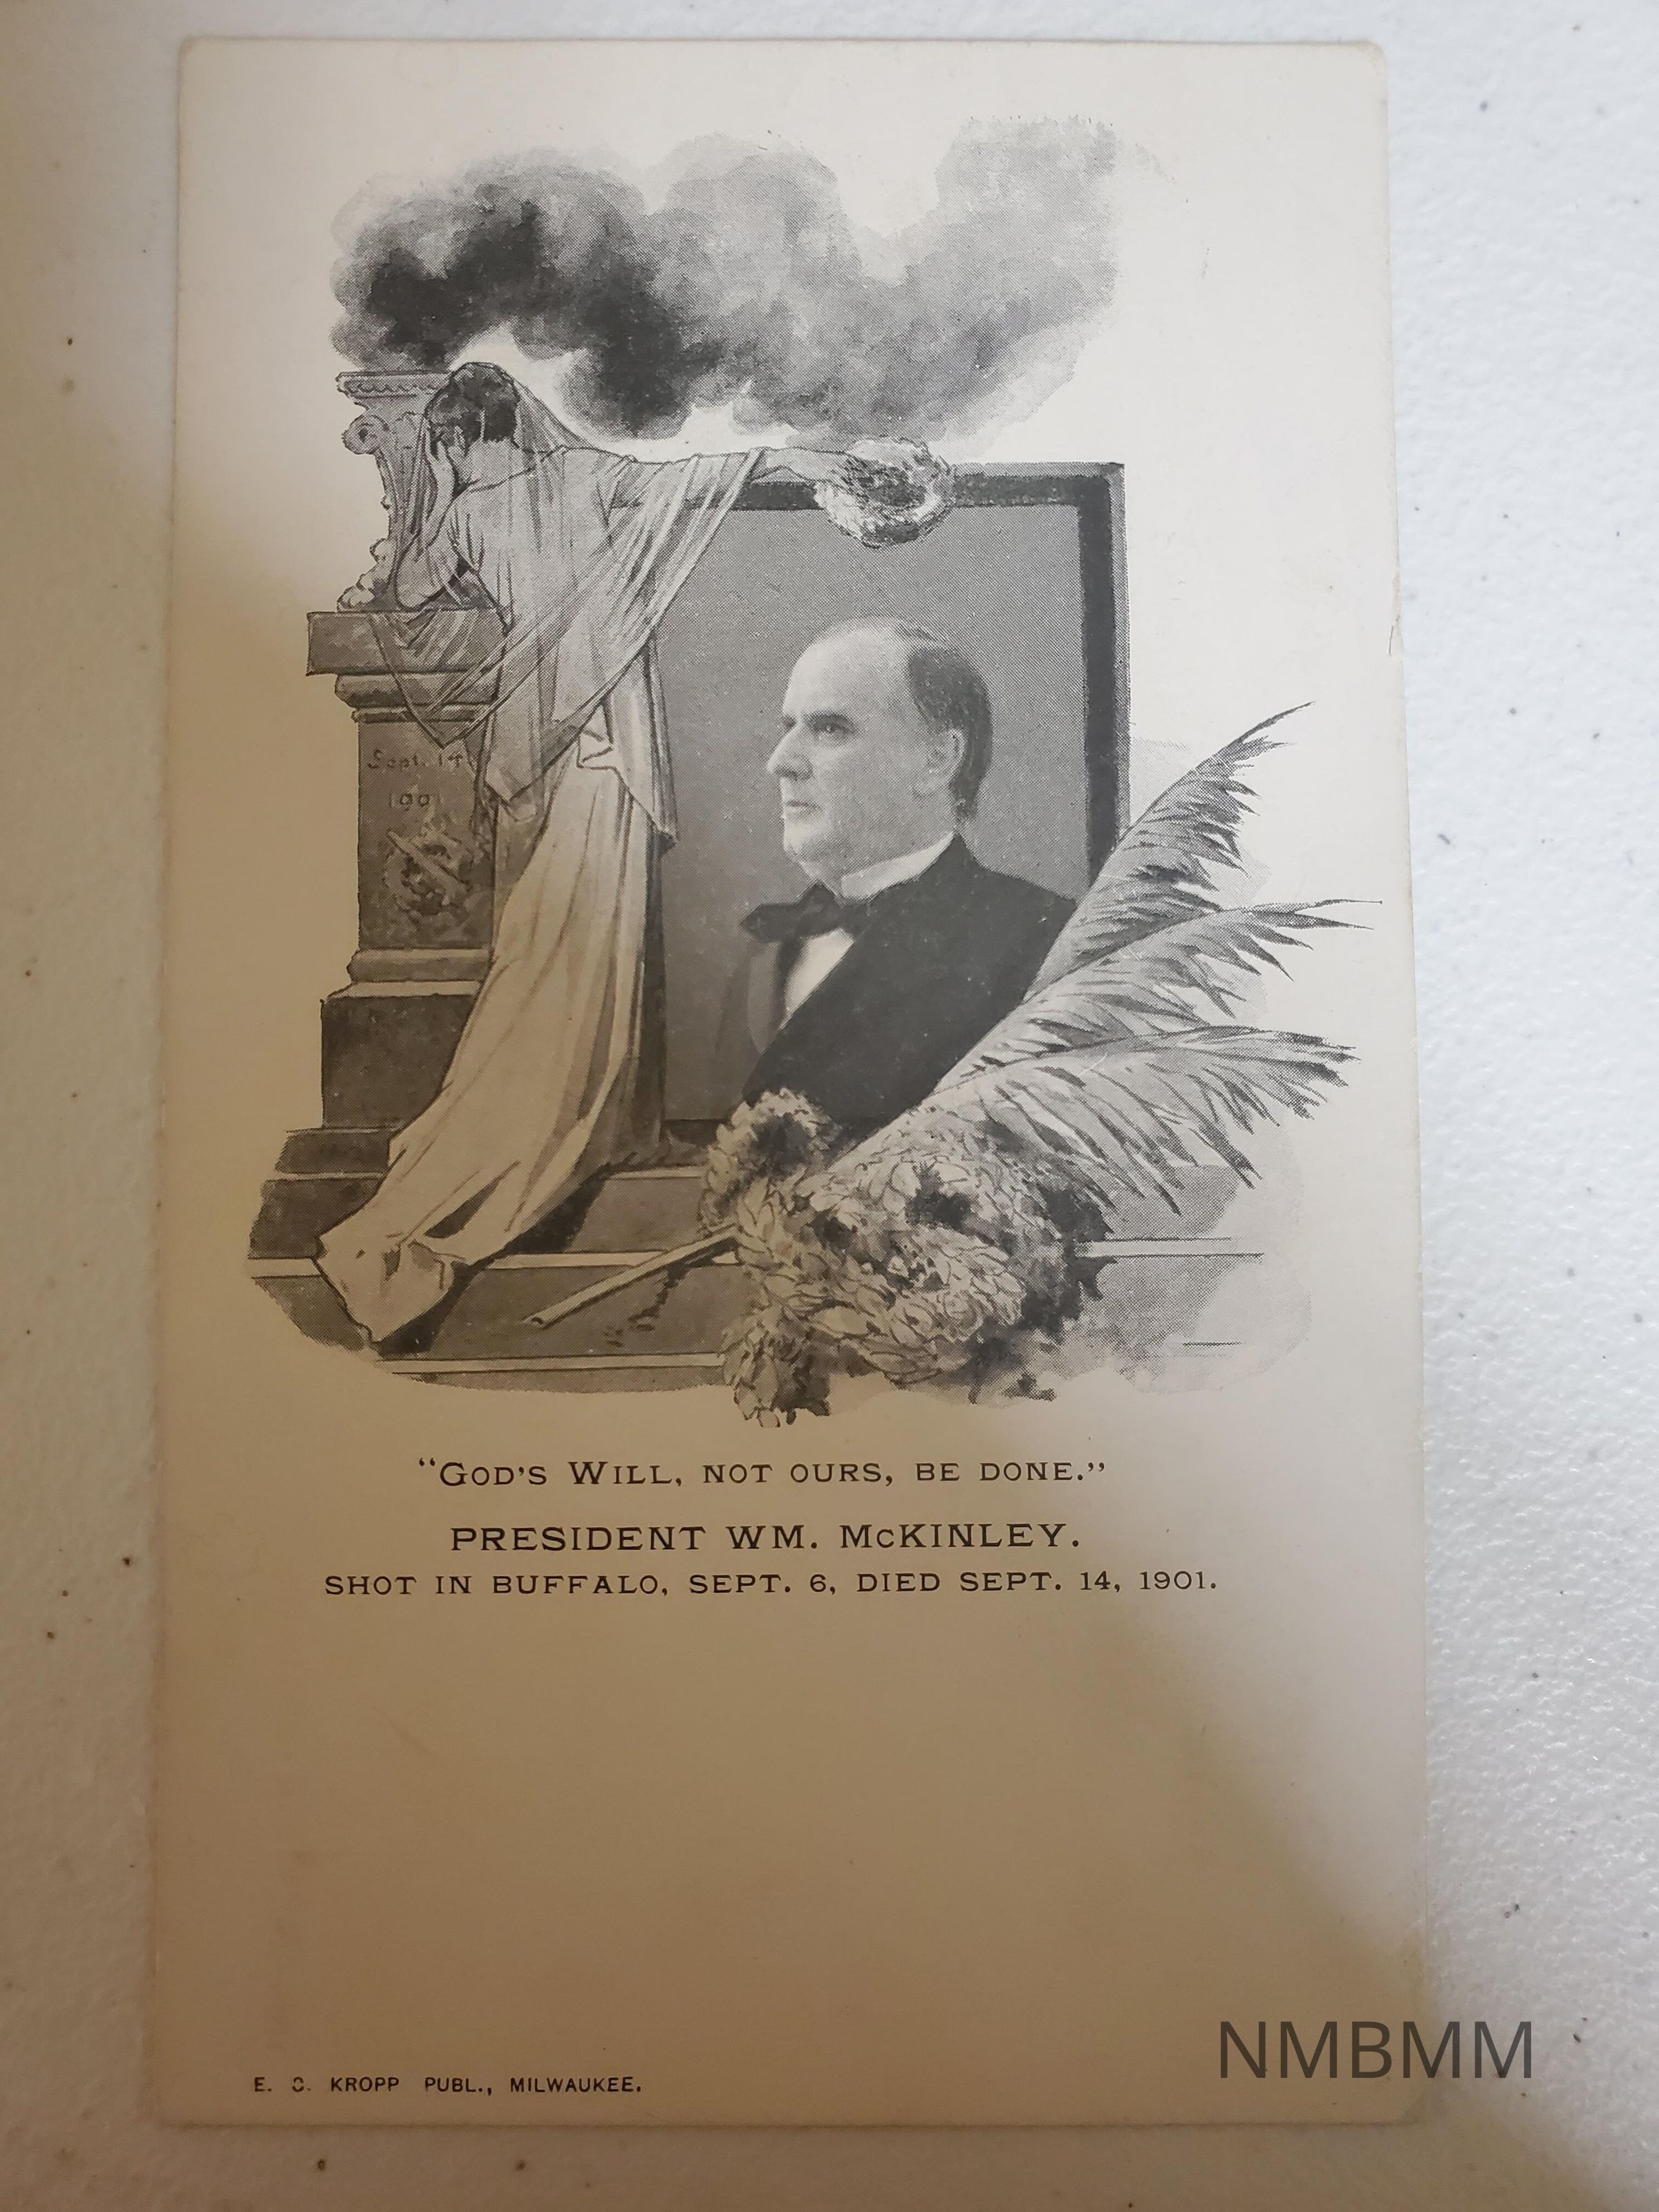 Sept. 14
1901
“GOD'S WILL, NOT OURS, BE DONE.”
PRESIDENT WM. McKINLEY.
SHOT IN BUFFALO, SEPT. 6, DIED SEPT. 14, 1901.
E. C. KROPP PUBL., MILWAUKEE.
NMBMM